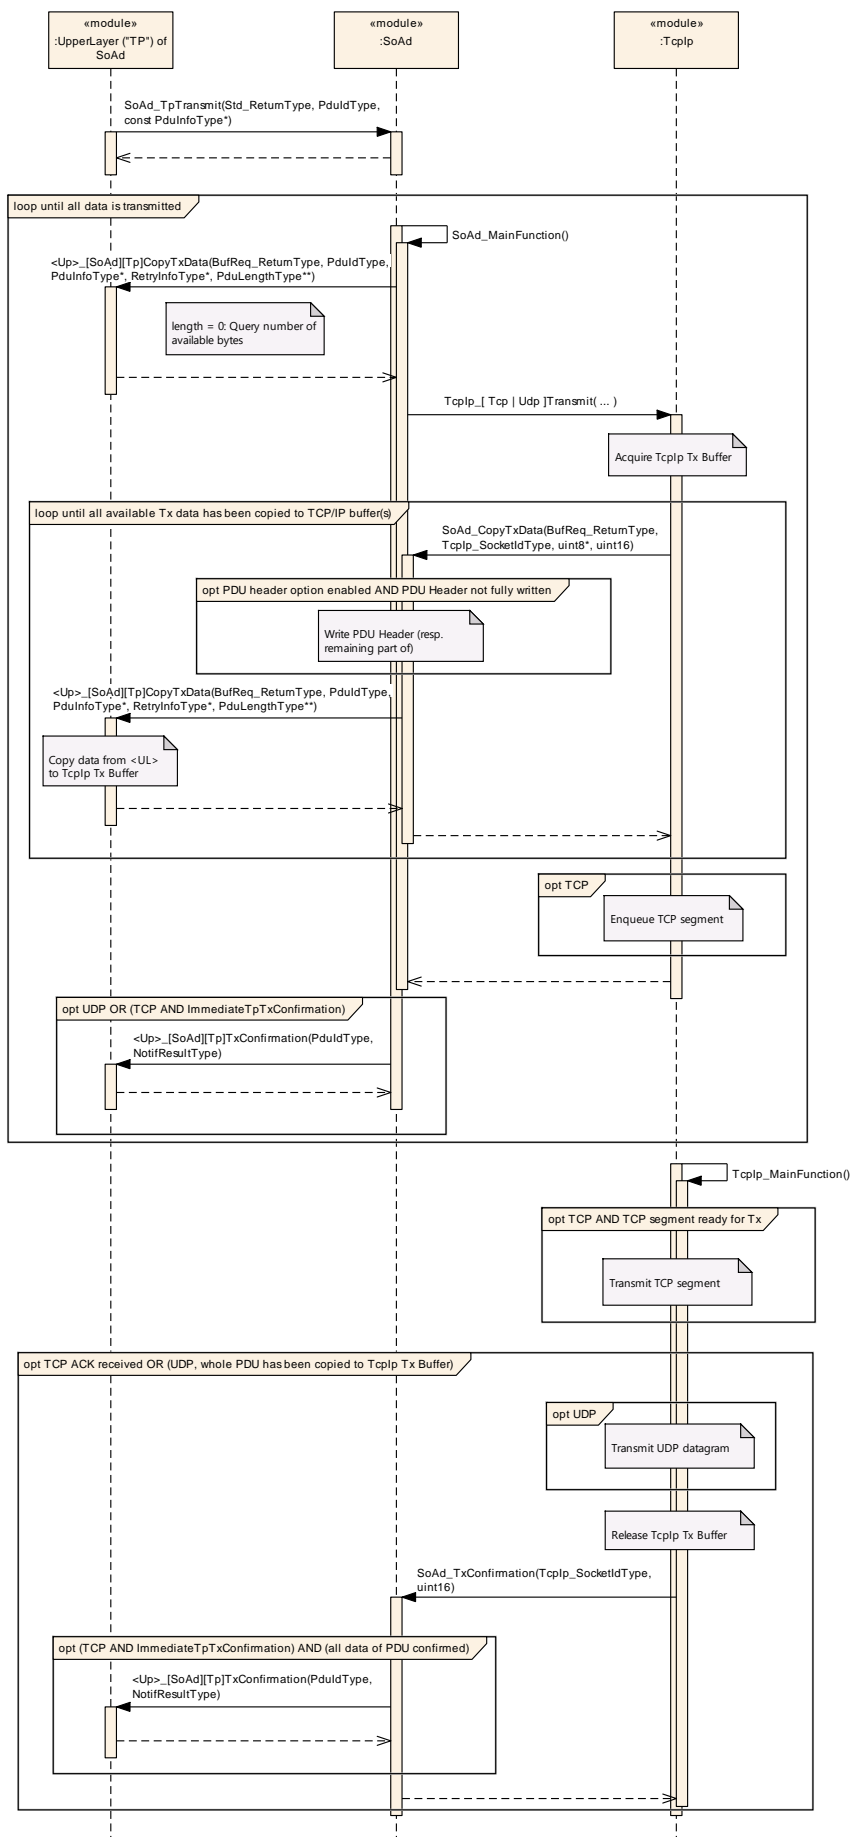 «module»
:UpperLayer ("TP") of
SoAd
«module»
:SoAd
«module»
:TcpIp
SoAd_TpTransmit(Std_ReturnType, PduIdType,
const PduInfoType*)
loop until all data is transmitted
SoAd_MainFunction()
<Up>_[SoAd][Tp]CopyTxData(BufReq_ReturnType, PduIdType,
PduInfoType*, RetryInfoType*, PduLengthType**)
length = 0: Query number of
available bytes
TcpIp_[ Tcp | Udp ]Transmit( ... )
Acquire TcpIp Tx Buffer
loop until all available Tx data has been copied to TCP/IP buffer(s)
SoAd_CopyTxData(BufReq_ReturnType,
TcpIp_SocketIdType, uint8*, uint16)
opt PDU header option enabled AND PDU Header not fully written
Write PDU Header (resp.
remaining part of)
<Up>_[SoAd][Tp]CopyTxData(BufReq_ReturnType, PduIdType,
PduInfoType*, RetryInfoType*, PduLengthType**)
Copy data from <UL>
to TcpIp Tx Buffer
opt TCP
Enqueue TCP segment
opt UDP OR (TCP AND ImmediateTpTxConfirmation)
<Up>_[SoAd][Tp]TxConfirmation(PduIdType,
NotifResultType)
TcpIp_MainFunction()
opt TCP AND TCP segment ready for Tx
Transmit TCP segment
opt TCP ACK received OR (UDP, whole PDU has been copied to TcpIp Tx Buffer)
opt UDP
Transmit UDP datagram
Release TcpIp Tx Buffer
SoAd_TxConfirmation(TcpIp_SocketIdType,
uint16)
opt (TCP AND ImmediateTpTxConfirmation) AND (all data of PDU confirmed)
<Up>_[SoAd][Tp]TxConfirmation(PduIdType,
NotifResultType)